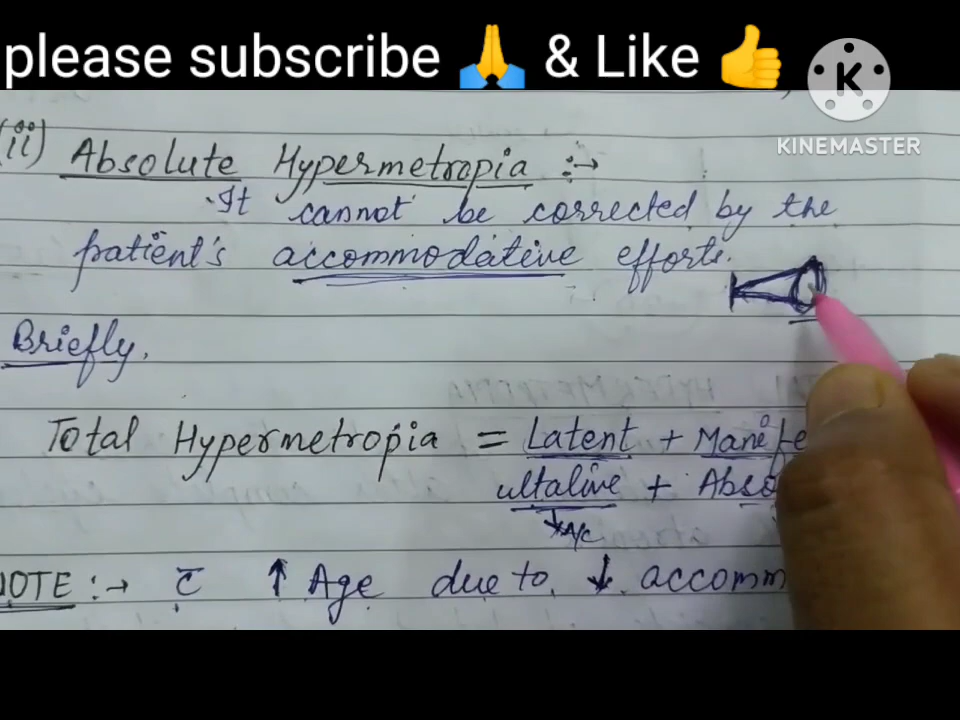 please subscribe 🙏 & Like 👍
K
KINEMASTER
(ii) Absolute Hypermetropia :→
It cannot be corrected by the
patient's accommodative efforts.
Briefly,
Total Hypermetropia = Latent + Manife
+ Abso
A/C
NOTE :→ c̄ ↑ Age due to ↓ accomm